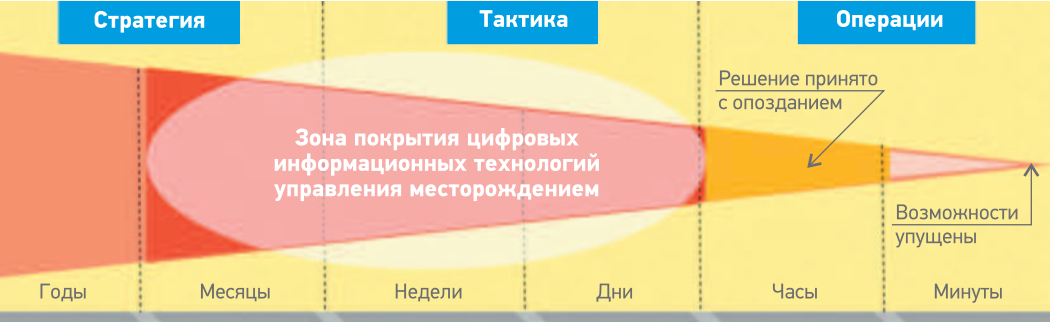 Стратегия
Тактика
Операции
Решение принято
с опозданием
Зона покрытия цифровых
информационных технологий
управления месторождением
Возможности
упущены
Годы
Месяцы
Недели
Дни
Часы
Минуты